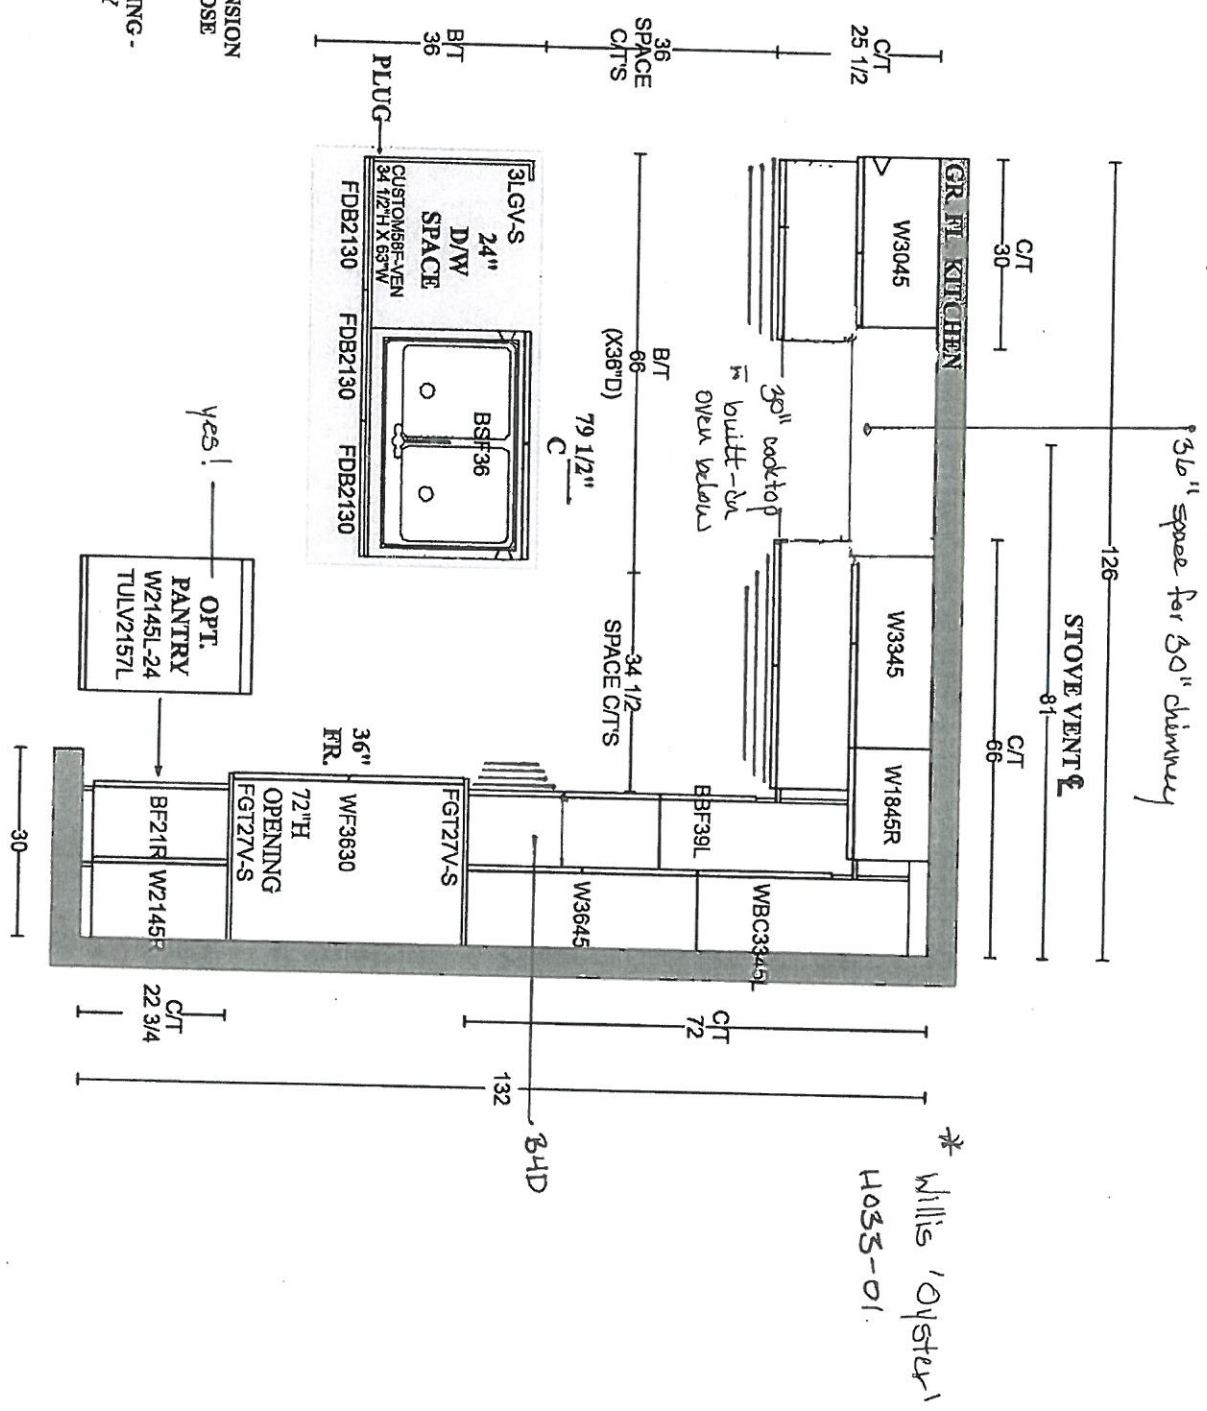 36" space for 30" chimney
126
STOVE VENT ℄
81
C/T
30
C/T
66
GR FL KITCHEN
W3045
W3345
W1845R
C/T
25 1/2
36
SPACE
C/T'S
B/T
36
30" cooktop
built-in
oven below
79 1/2"
C
B/T
66
(X36"D)
34 1/2
SPACE C/T'S
3LGV-S
24"
D/W
SPACE
CUSTOM58F-VEN
34 1/2"H X 63"W
PLUG
BSF36
FDB2130
FDB2130
FDB2130
yes!
OPT.
PANTRY
W2145L-24
TULV2157L
BBF39L
WBC3345L
W3645
FGT27V-S
36"
FR.
WF3630
72"H
OPENING
FGT27V-S
BF21R
W2145R
30
C/T
72
C/T
22 3/4
132
B4D
* Willis 'Oyster'
H033-01.
NSION
OSE
NG -